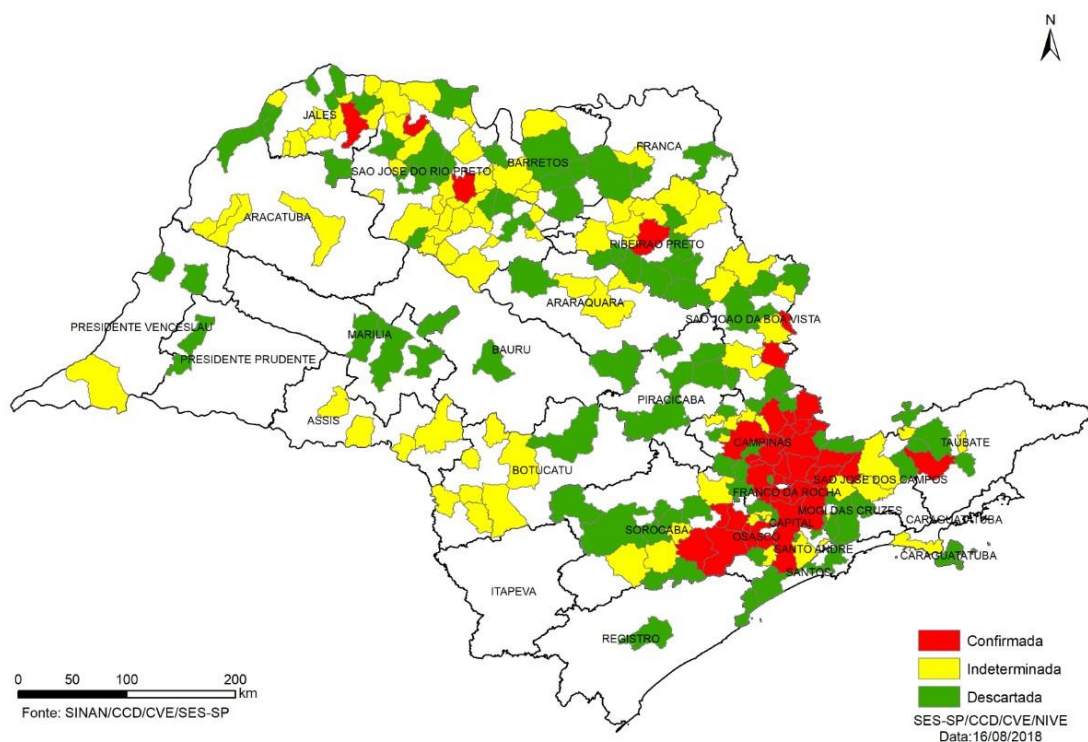 N
JALES
FRANCA
SAO JOSE DO RIO PRETO
BARRETOS
ARACATUBA
RIBEIRAO PRETO
ARARAQUARA
SAO JOAO DA BOA VISTA
PRESIDENTE VENCESLAU
MARILIA
PRESIDENTE PRUDENTE
BAURU
PIRACICABA
ASSIS
CAMPINAS
TAUBATE
BOTUCATU
SAO JOSE DOS CAMPOS
FRANCO DA ROCHA
MOGI DAS CRUZES
CARAGUATATUBA
SOROCABA
CAPITAL
OSASCO
SANTO ANDRE
CARAGUATATUBA
SANTOS
ITAPEVA
REGISTRO
Confirmada
Indeterminada
Descartada
0 50 100 200
km
Fonte: SINAN/CCD/CVE/SES-SP
SES-SP/CCD/CVE/NIVE
Data:16/08/2018